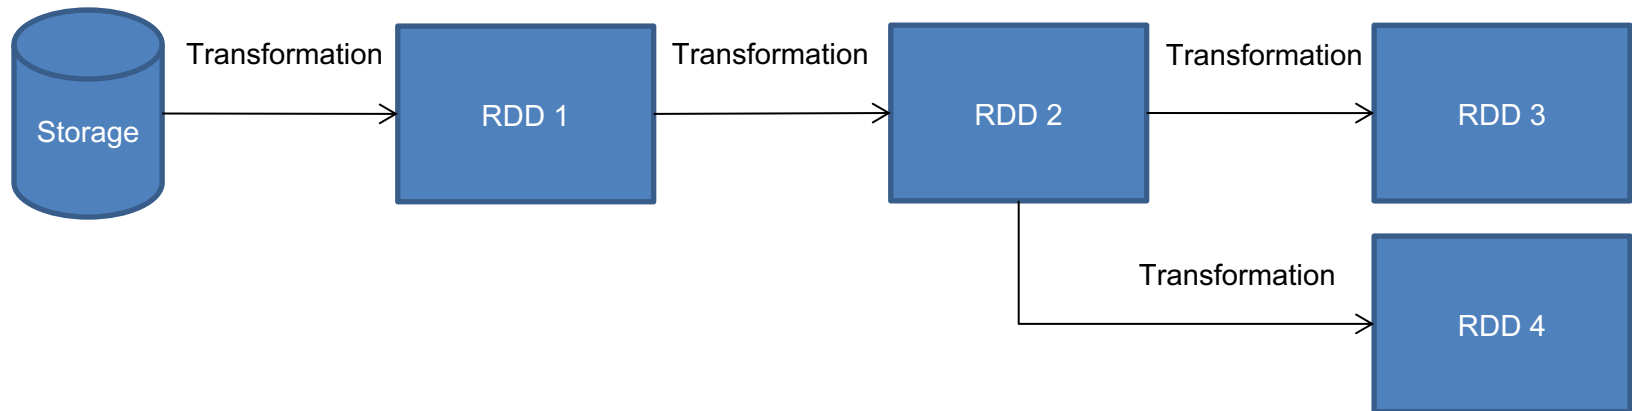 Transformation
Transformation
Transformation
Storage
RDD 1
RDD 2
RDD 3
Transformation
RDD 4